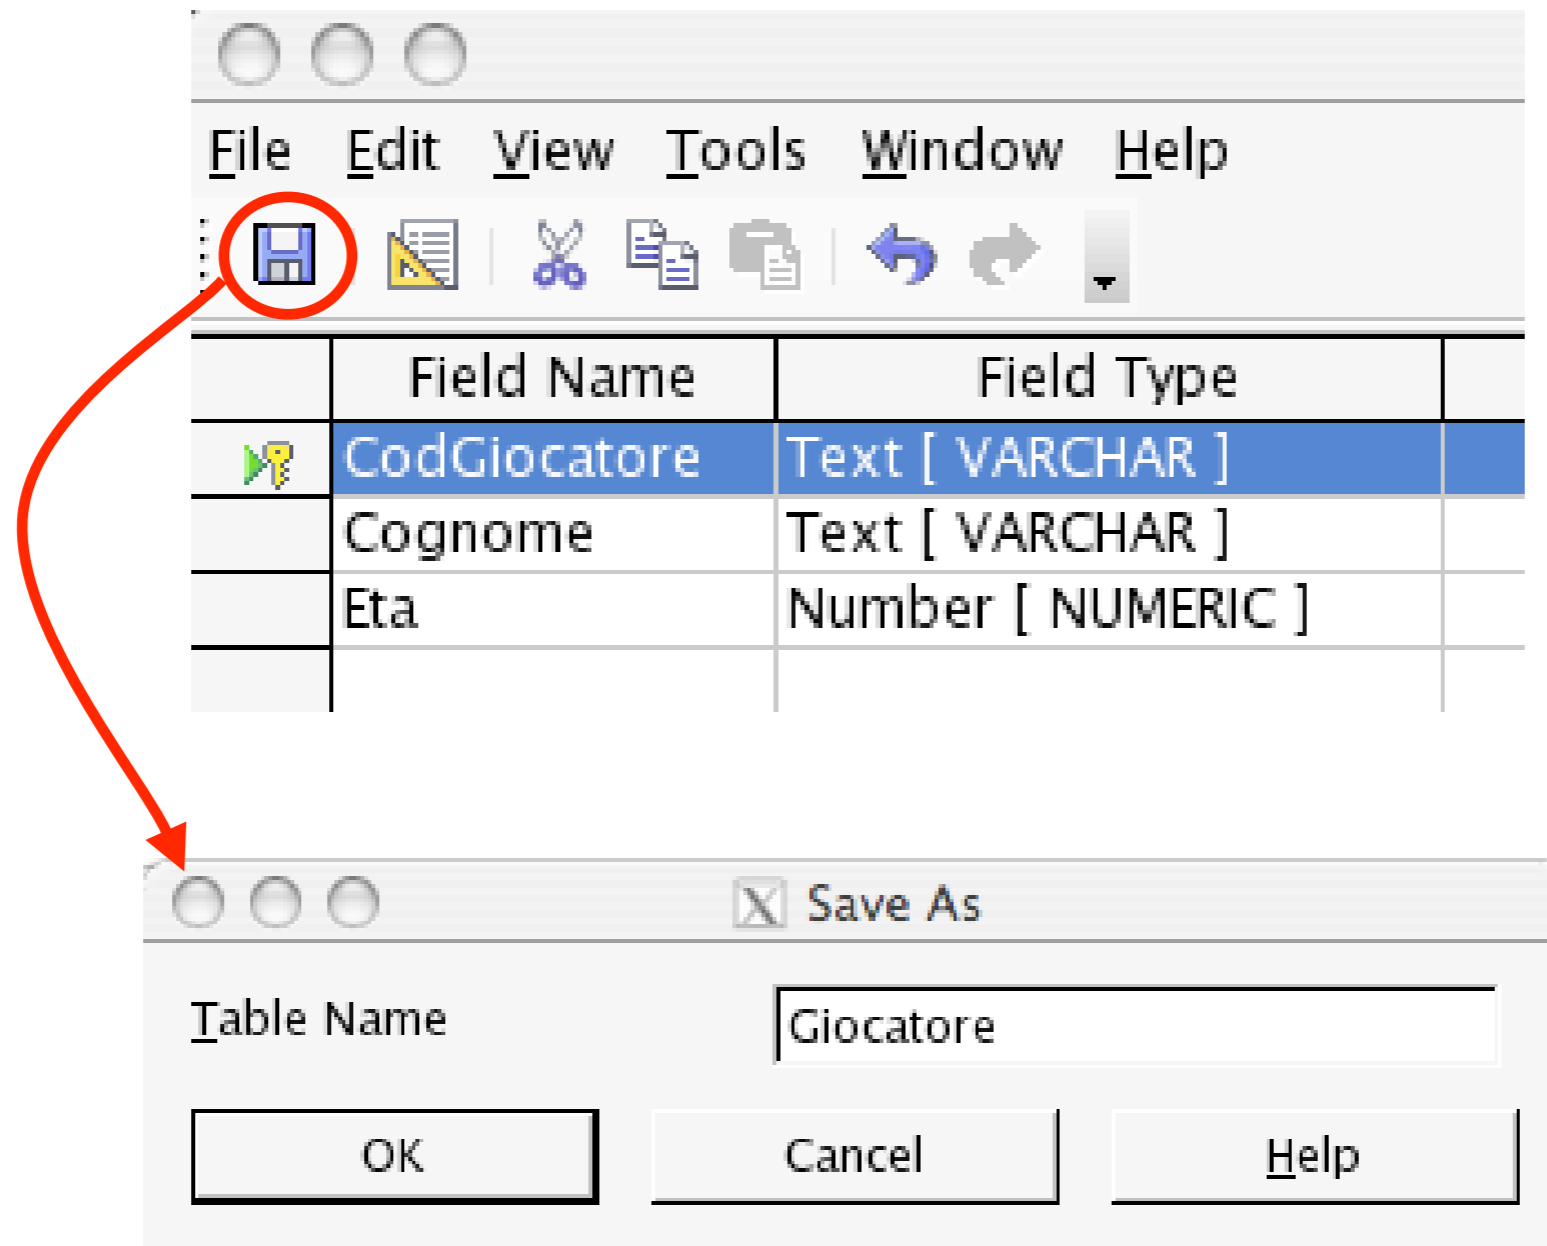 File Edit View Tools Window Help
Field Name Field Type
CodGiocatore Text [ VARCHAR ]
Cognome Text [ VARCHAR ]
Eta Number [ NUMERIC ]
X Save As
Table Name Giocatore
OK Cancel Help